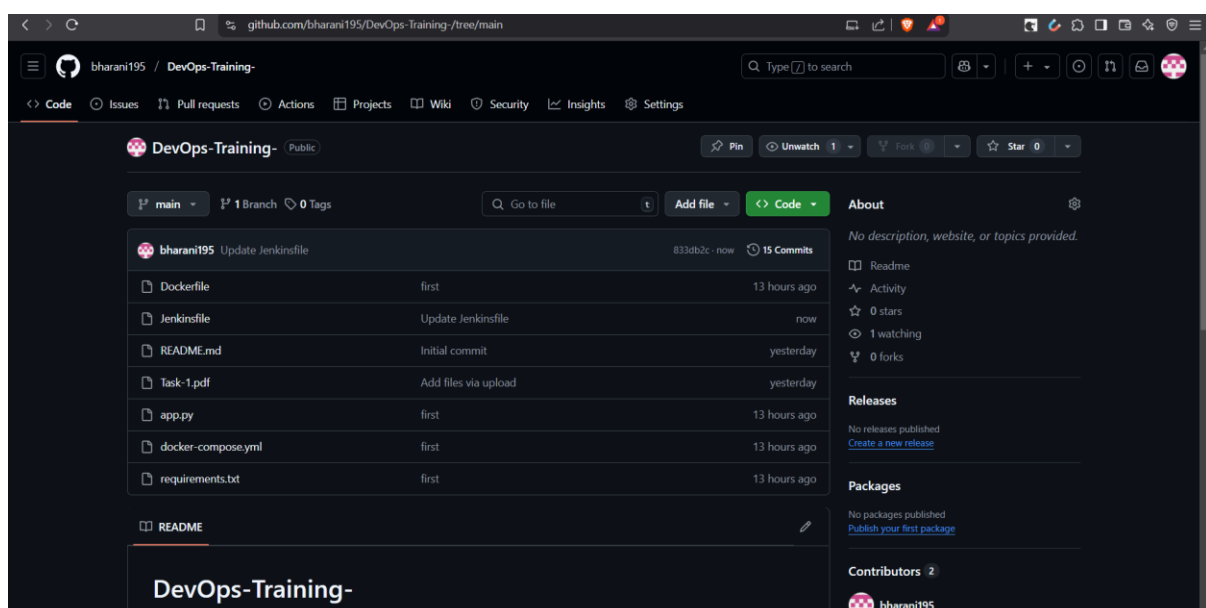 github.com/bharani195/DevOps-Training-/tree/main
bharani195 / DevOps-Training-
Type / to search
Code Issues Pull requests Actions Projects Wiki Security Insights Settings
DevOps-Training- Public
Pin Unwatch 1 Fork 0 Star 0
main 1 Branch 0 Tags Go to file t Add file Code
bharani195 Update Jenkinsfile 833db2c · now 15 Commits
Dockerfile first 13 hours ago
Jenkinsfile Update Jenkinsfile now
README.md Initial commit yesterday
Task-1.pdf Add files via upload yesterday
app.py first 13 hours ago
docker-compose.yml first 13 hours ago
requirements.txt first 13 hours ago
README
DevOps-Training-
About
No description, website, or topics provided.
Readme
Activity
0 stars
1 watching
0 forks
Releases
No releases published
Create a new release
Packages
No packages published
Publish your first package
Contributors 2
bharani195